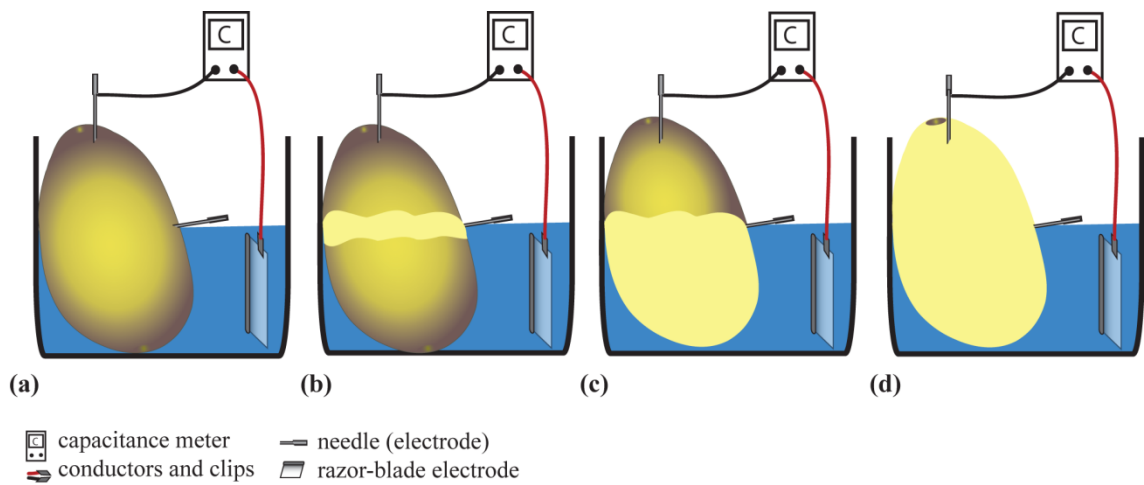 C C C C
(a) (b) (c) (d)
C capacitance meter needle (electrode)
conductors and clips razor-blade electrode